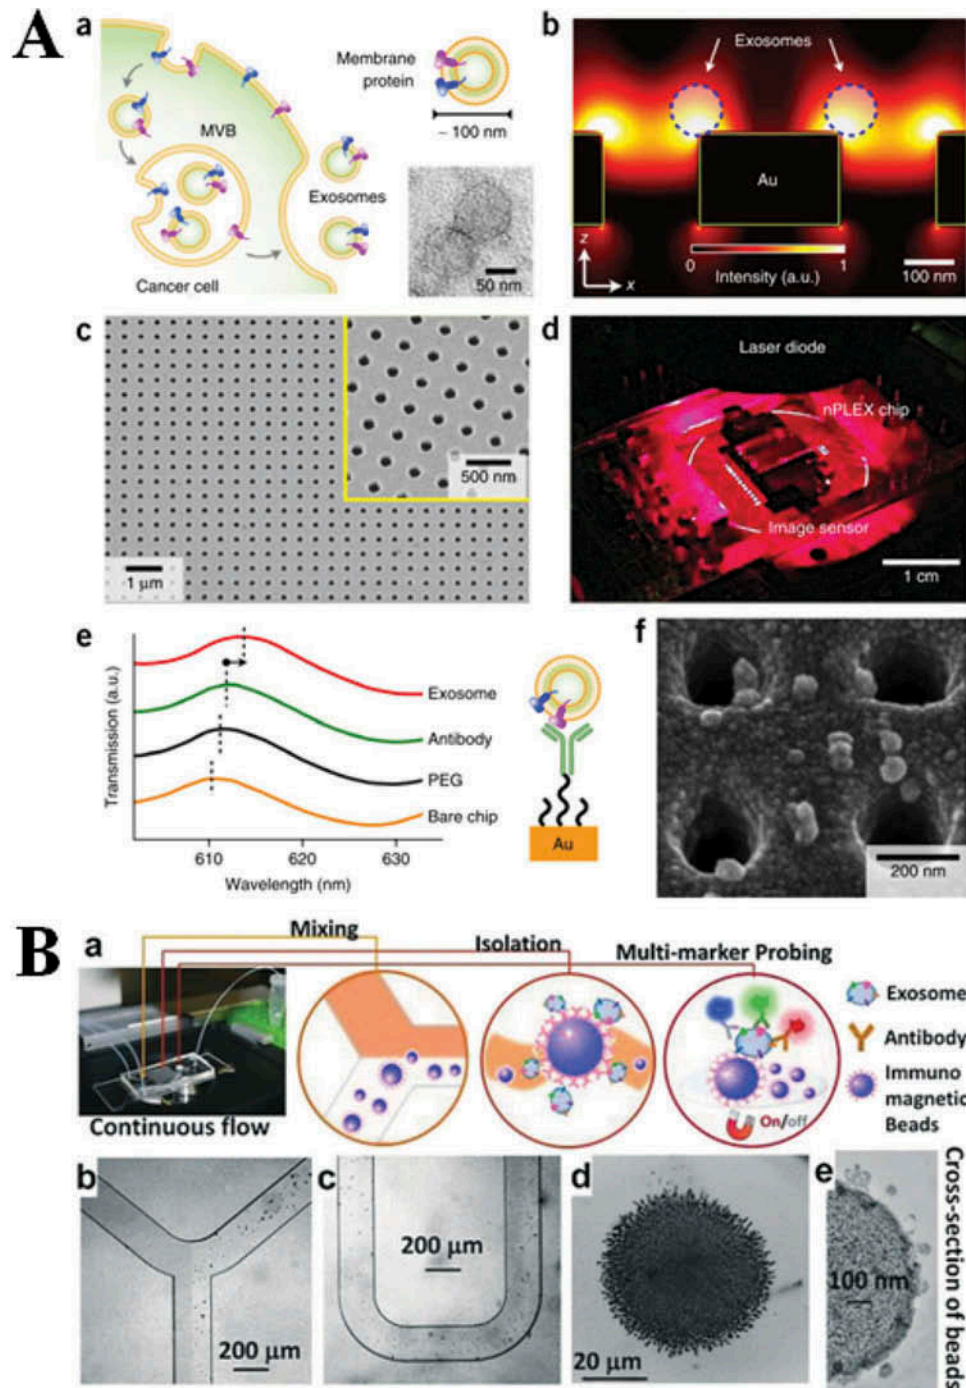 A
a
Membrane
protein
~ 100 nm
MVB
Exosomes
Cancer cell
50 nm
b
Exosomes
Au
z
x
0
1
Intensity (a.u.)
100 nm
c
500 nm
1 μm
d
Laser diode
nPLEX chip
Image sensor
1 cm
e
Transmission (a.u.)
Exosome
Antibody
PEG
Bare chip
610
620
630
Wavelength (nm)
Au
f
200 nm
B
a
Mixing
Isolation
Multi-marker Probing
Continuous flow
On/off
Exosome
Antibody
Immuno
magnetic
Beads
b
200 μm
c
200 μm
d
20 μm
e
100 nm
Cross-section of beads